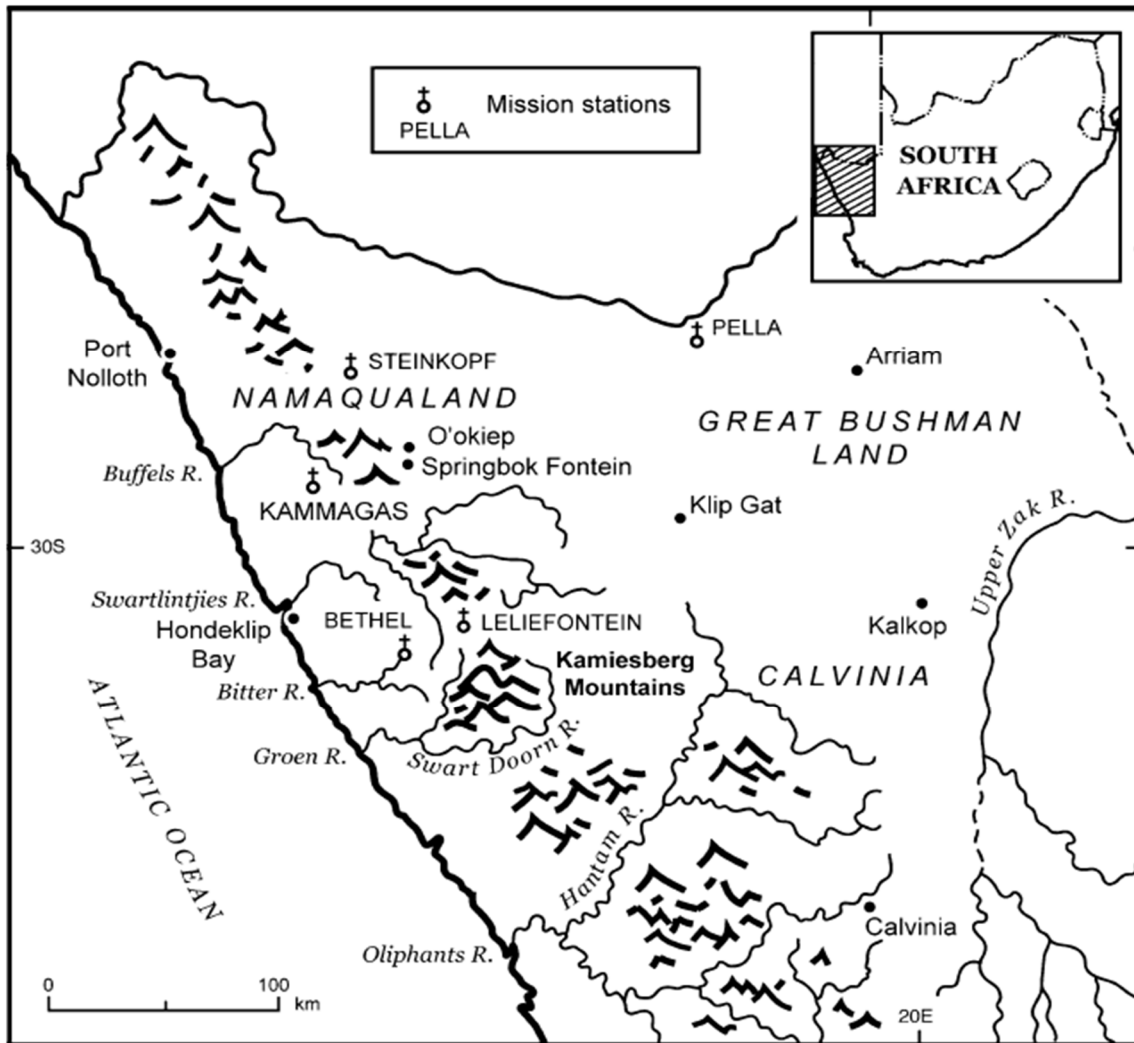 Mission stations
PELLA
SOUTH
AFRICA
PELLA
Port
Nolloth
STEINKOPF
Arriam
NAMAQUALAND
GREAT BUSHMAN
LAND
O'okiep
Springbok Fontein
Buffels R.
KAMMAGAS
Klip Gat
Upper Zak R.
30S
Swartlintjies R.
Hondeklip
Bay
BETHEL
LELIEFONTEIN
Kalkop
Kamiesberg
Mountains
CALVINIA
Bitter R.
ATLANTIC OCEAN
Groen R.
Swart Doorn R.
Hantam R.
Calvinia
Oliphants R.
0
100
km
20E